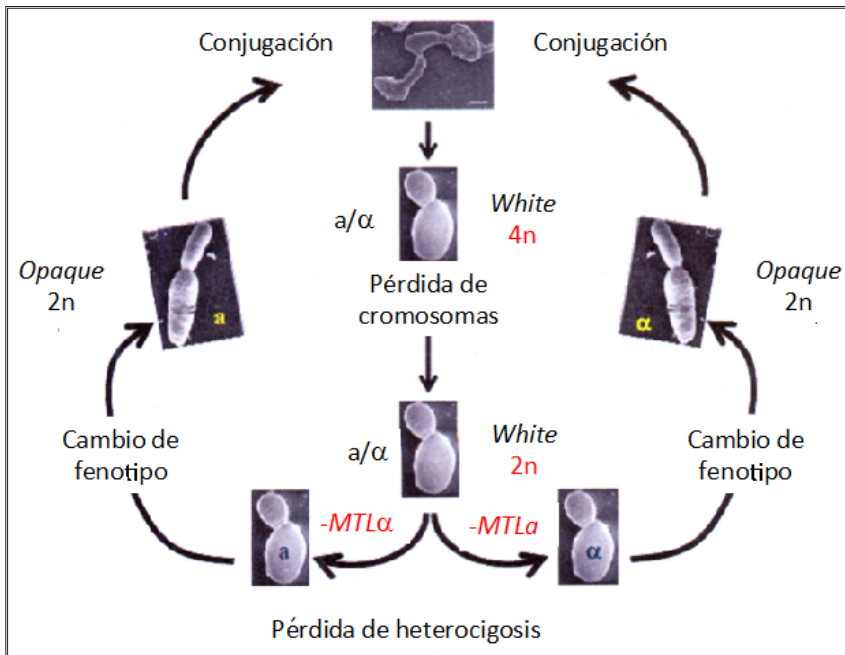 Conjugación
Conjugación
a/α
White
4n
Opaque
2n
a
Pérdida de
cromosomas
α
Opaque
2n
Cambio de
fenotipo
a/α
White
2n
Cambio de
fenotipo
a
-MTLα
-MTLa
α
Pérdida de heterocigosis